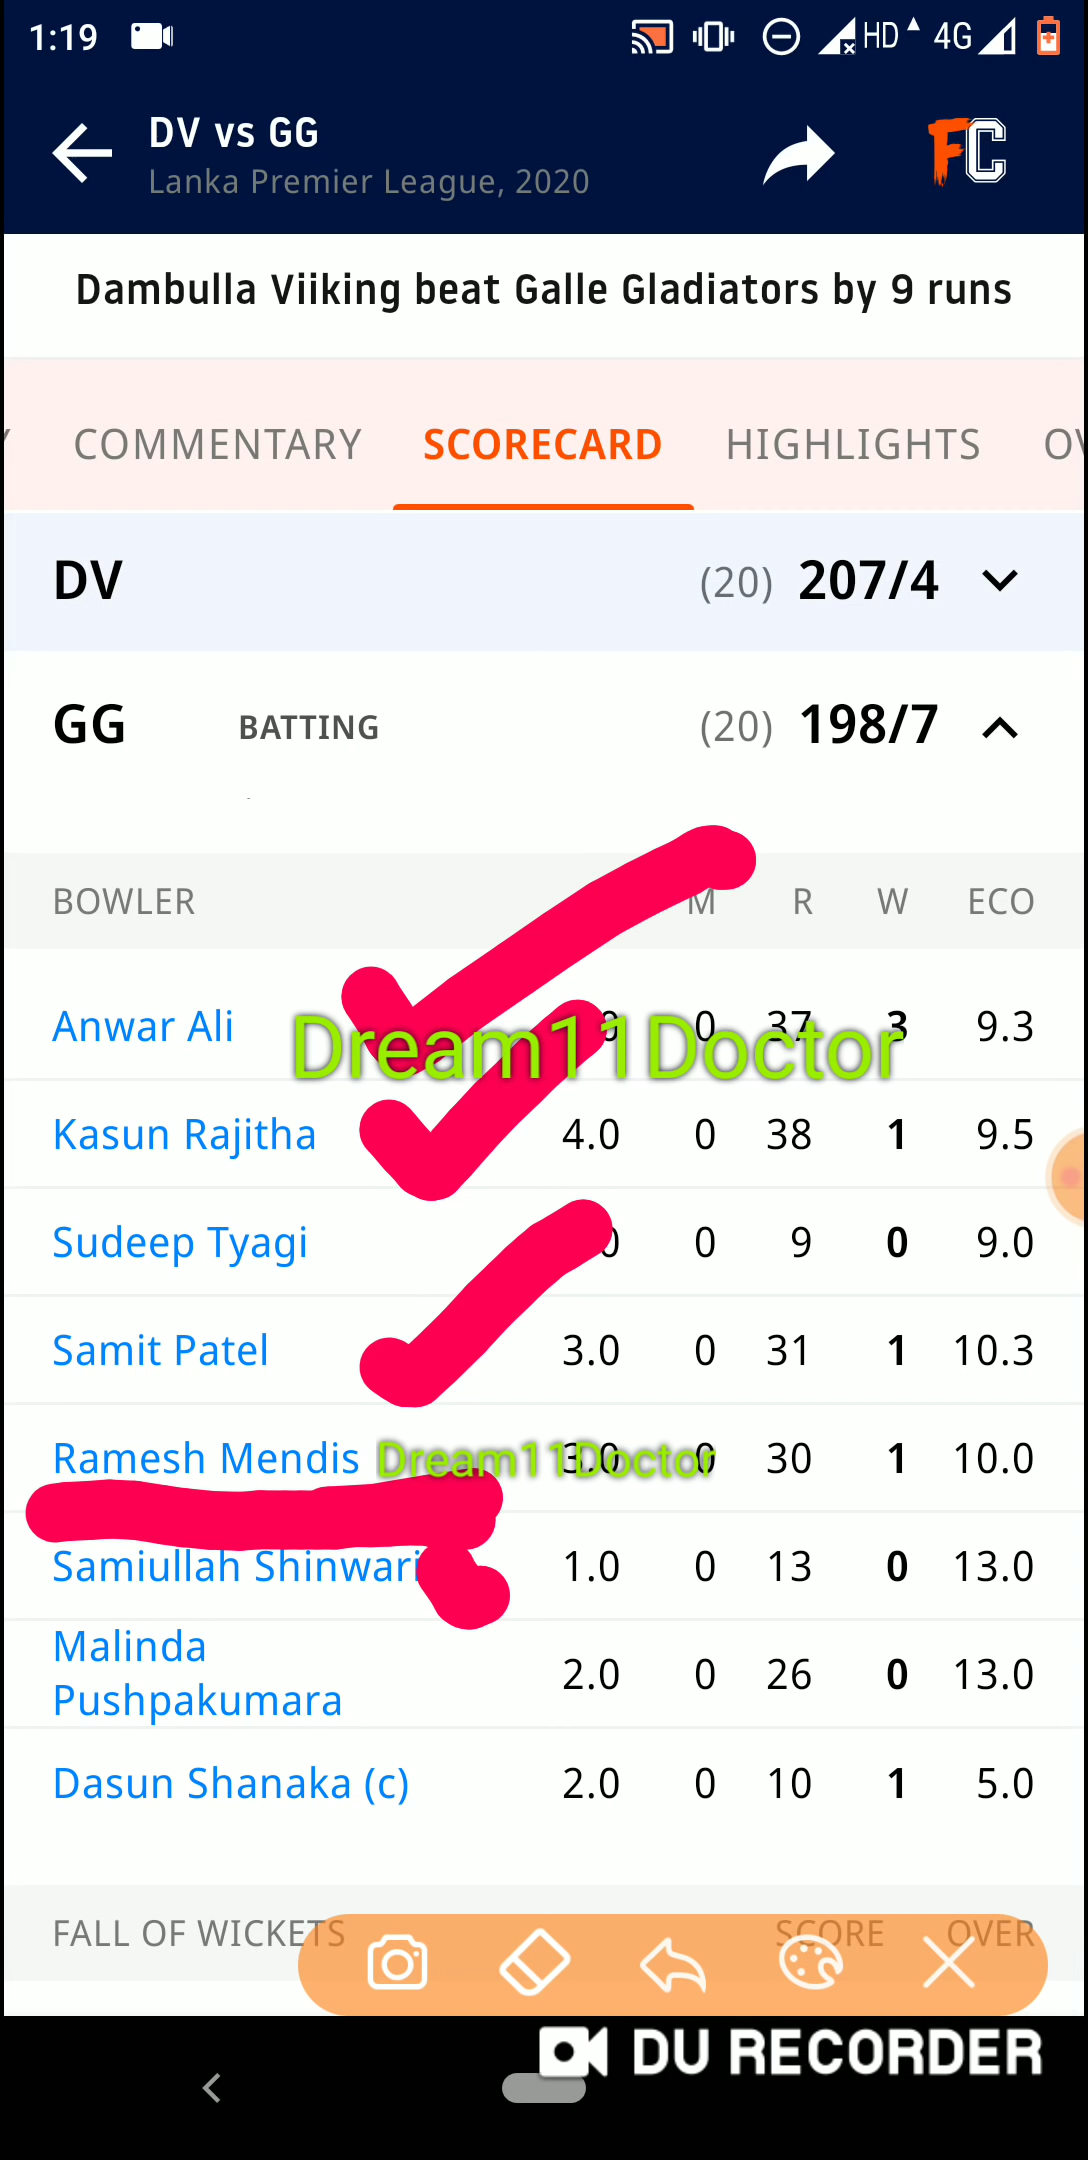 1:19 HD 4G
DV vs GG
Lanka Premier League, 2020
FC
Dambulla Viiking beat Galle Gladiators by 9 runs
COMMENTARY SCORECARD HIGHLIGHTS
DV (20) 207/4
GG BATTING (20) 198/7
BOWLER M R W ECO
Anwar Ali 0 37 3 9.3
Dream11Doctor
Kasun Rajitha 4.0 0 38 1 9.5
Sudeep Tyagi 0 9 0 9.0
Samit Patel 3.0 0 31 1 10.3
Ramesh Mendis 3.0 0 30 1 10.0
Dream11Doctor
Samiullah Shinwari 1.0 0 13 0 13.0
Malinda
Pushpakumara 2.0 0 26 0 13.0
Dasun Shanaka (c) 2.0 0 10 1 5.0
FALL OF WICKETS SCORE OVER
DU RECORDER